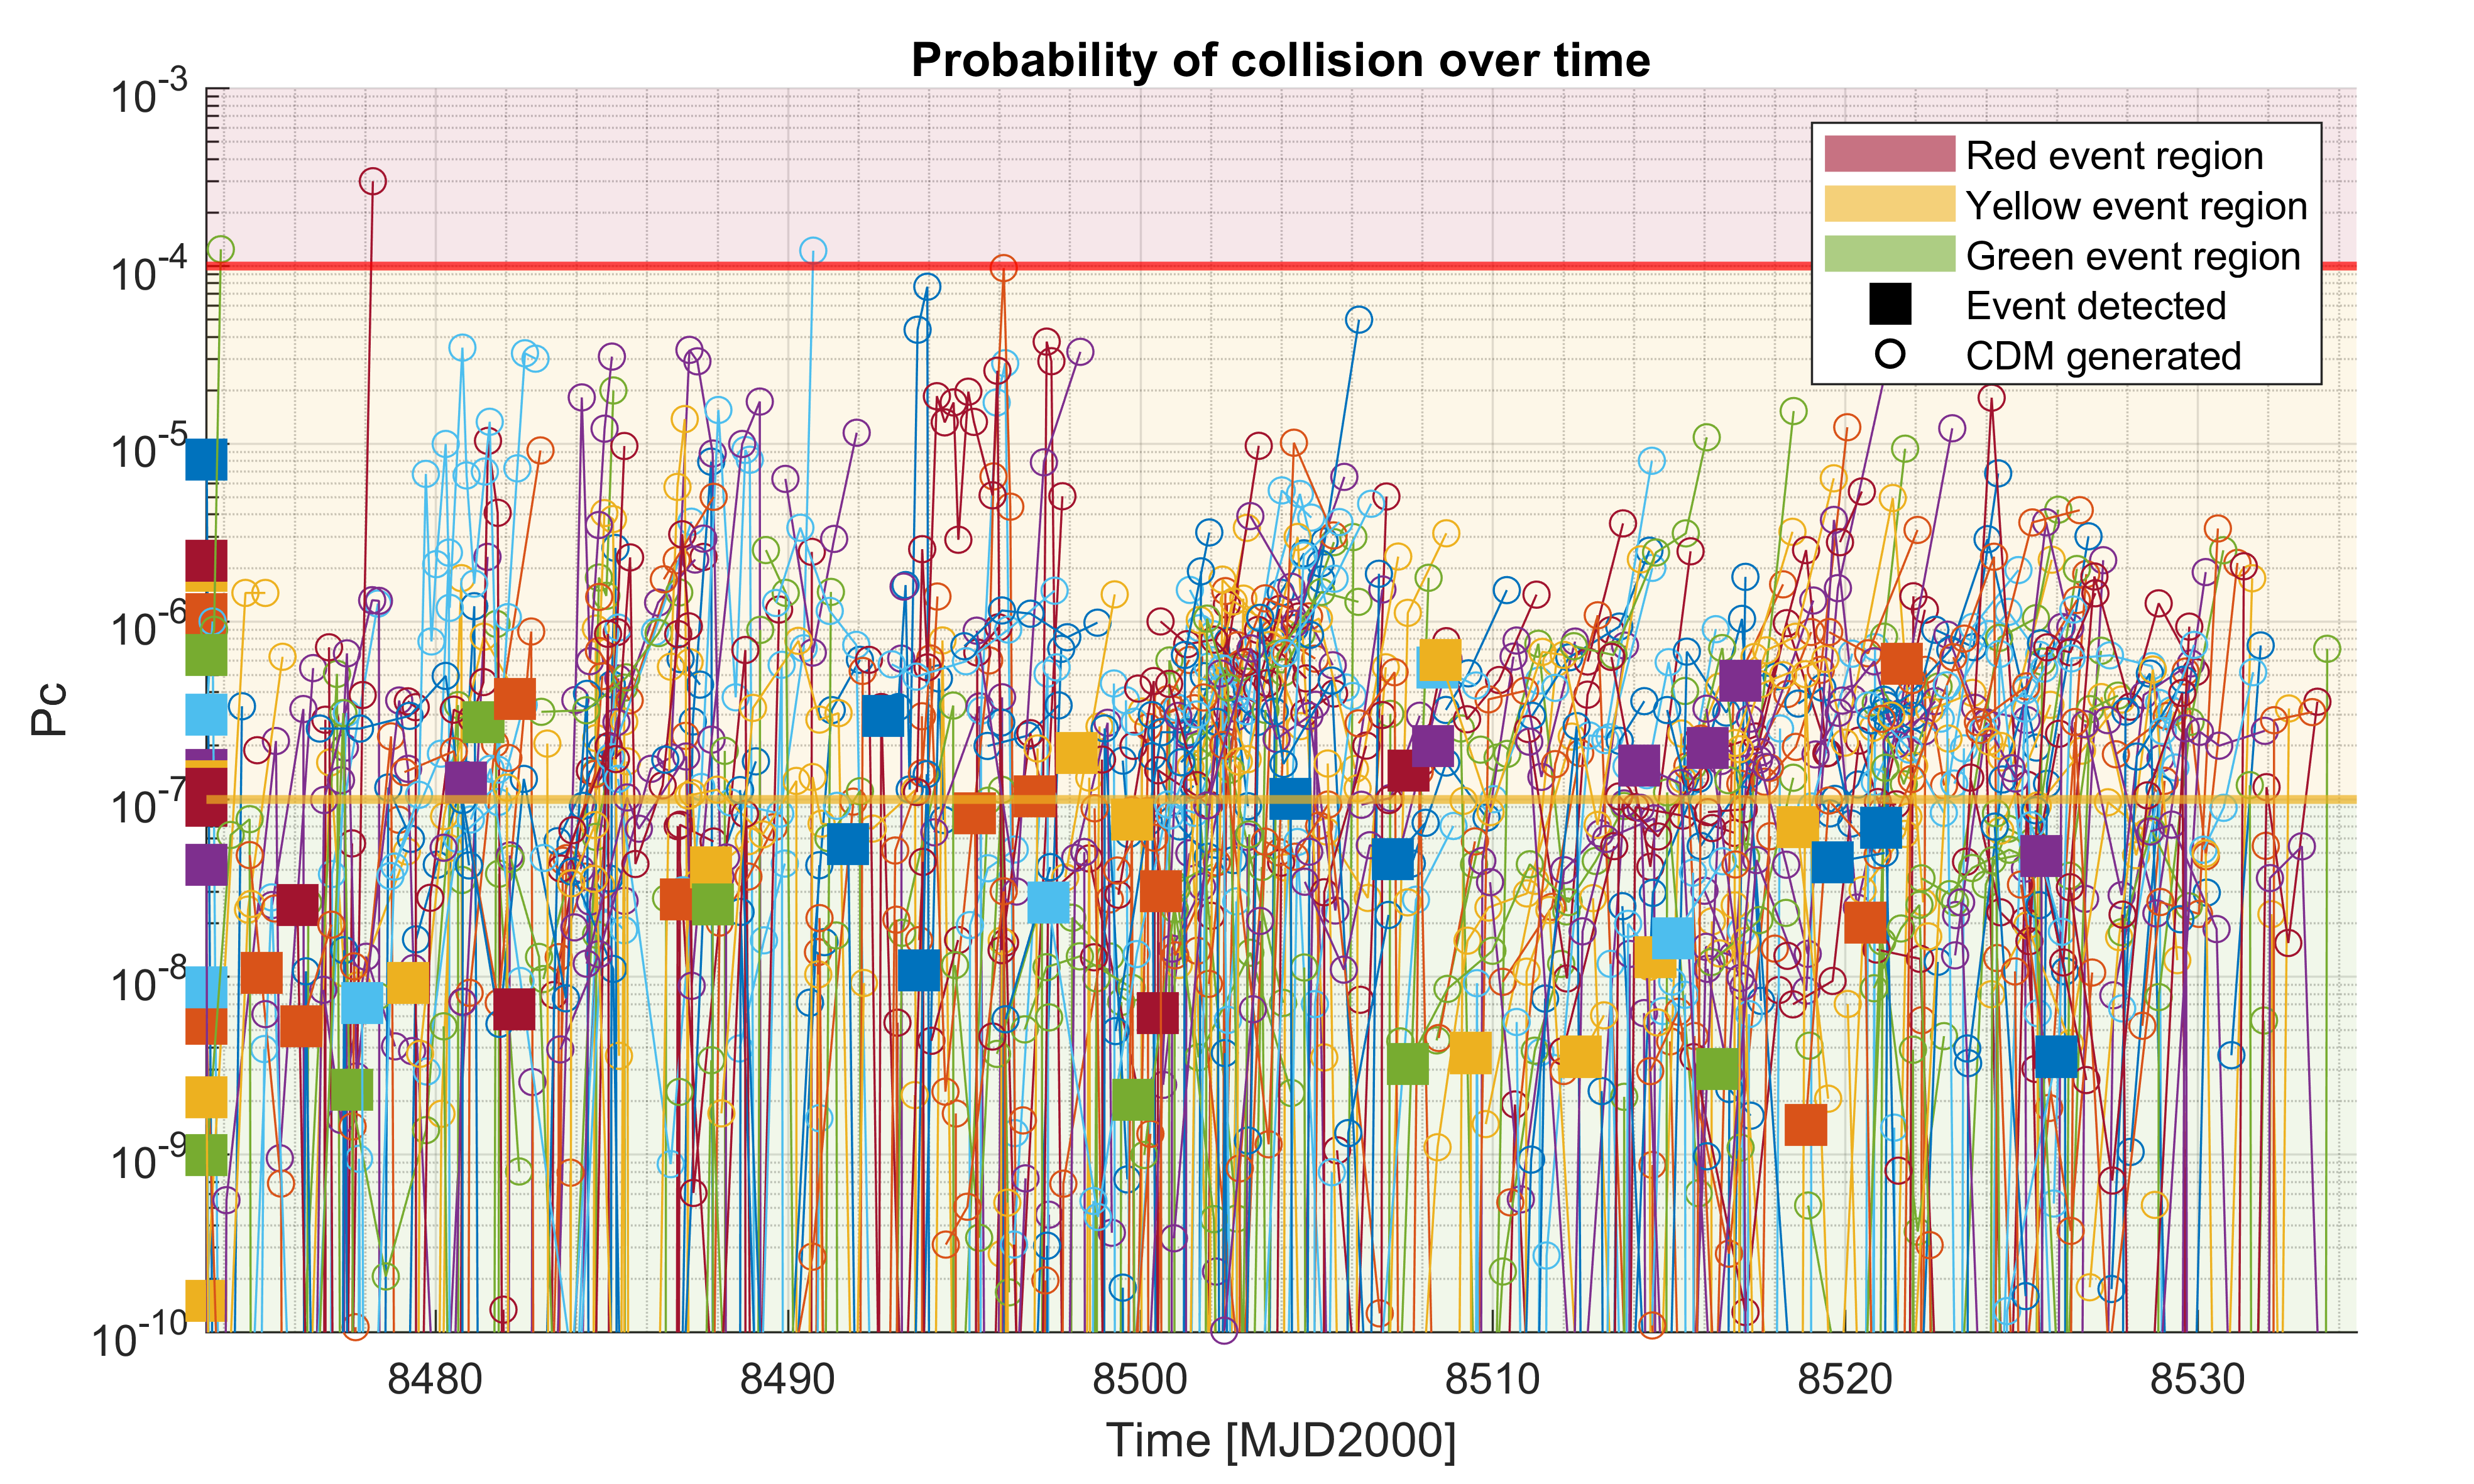 Probability of collision over time
10^-3
10^-4
10^-5
10^-6
10^-7
10^-8
10^-9
10^-10
Pc
Red event region
Yellow event region
Green event region
Event detected
CDM generated
8480 8490 8500 8510 8520 8530
Time [MJD2000]